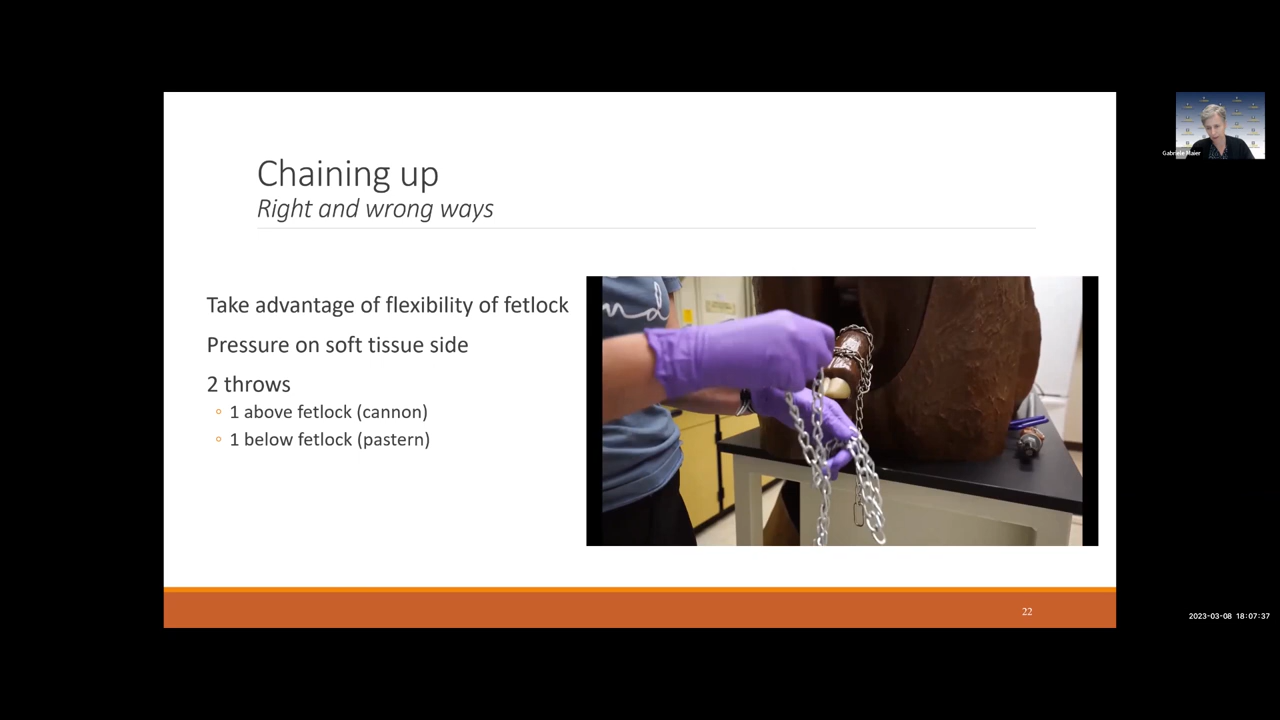 Chaining up
Right and wrong ways
Take advantage of flexibility of fetlock
Pressure on soft tissue side
2 throws
1 above fetlock (cannon)
1 below fetlock (pastern)
22
Gabriele Maier
2023-03-08 18:07:37